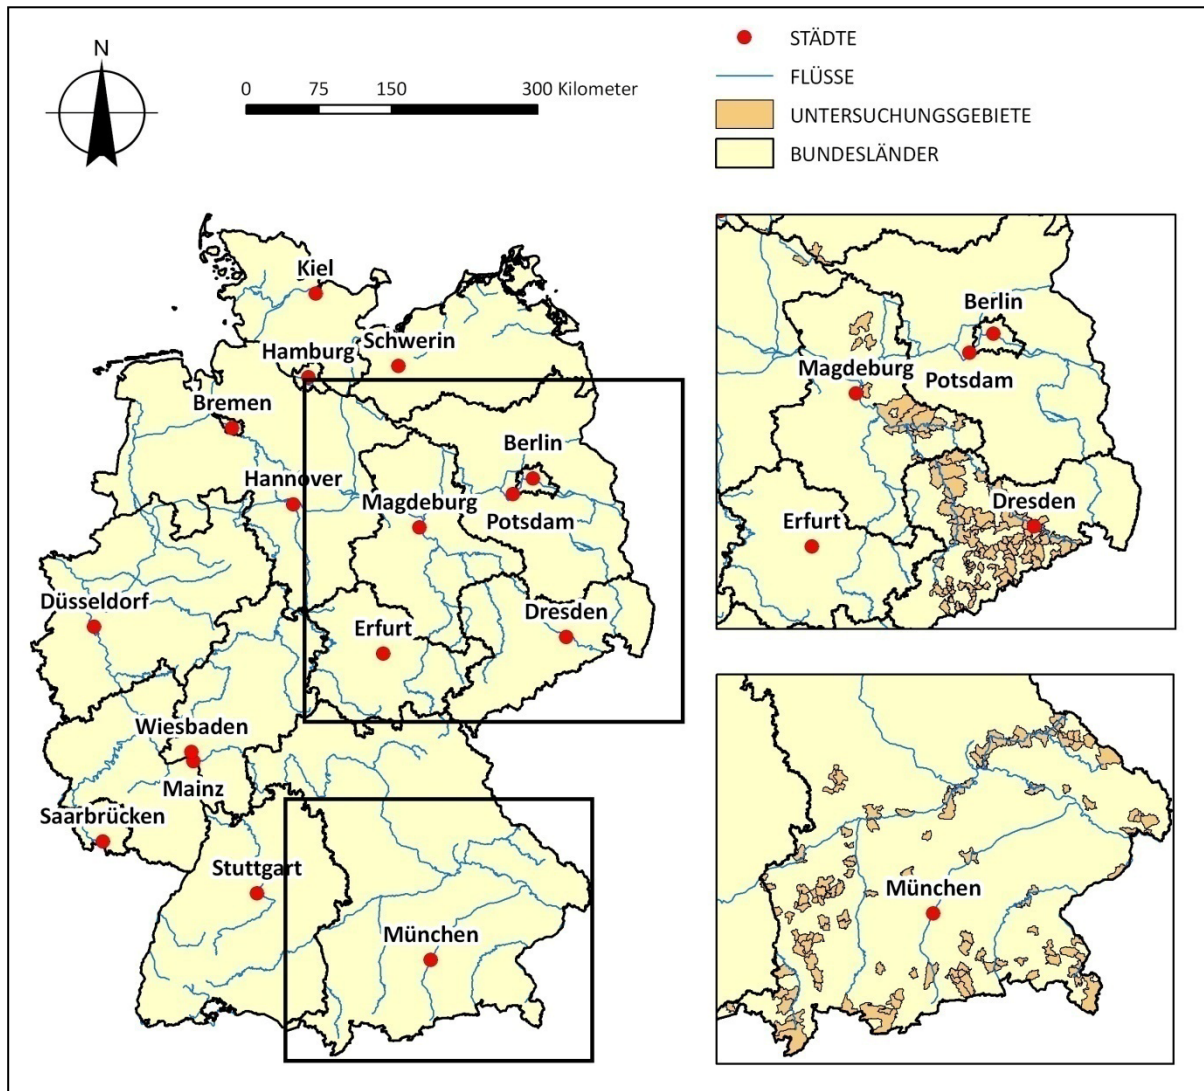 N
0 75 150 300 Kilometer
STÄDTE
FLÜSSE
UNTERSUCHUNGSGEBIETE
BUNDESLÄNDER
Kiel
Schwerin
Hamburg
Bremen
Berlin
Hannover
Magdeburg
Potsdam
Düsseldorf
Erfurt
Dresden
Wiesbaden
Mainz
Saarbrücken
Stuttgart
München
Berlin
Magdeburg
Potsdam
Dresden
Erfurt
München